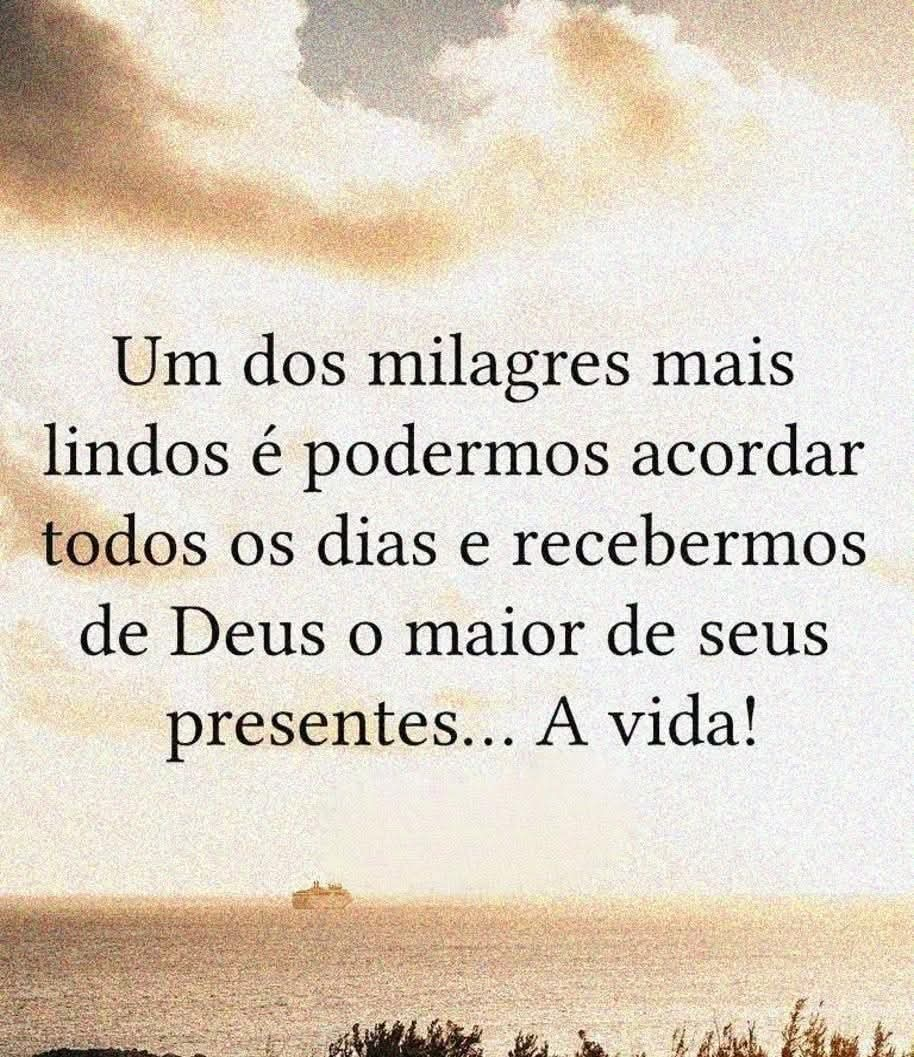 Um dos milagres mais
lindos é podermos acordar
todos os dias e recebermos
de Deus o maior de seus
presentes... A vida!